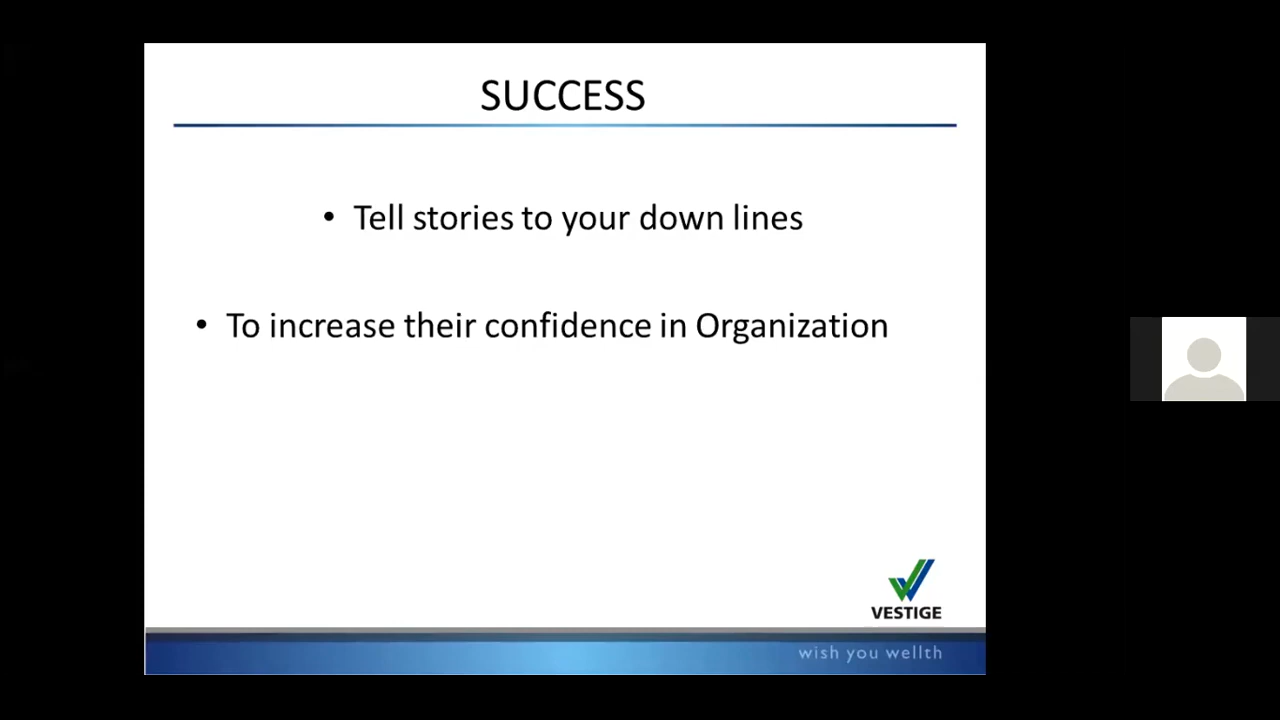 SUCCESS
• Tell stories to your down lines
• To increase their confidence in Organization
VESTIGE
wish you wellth